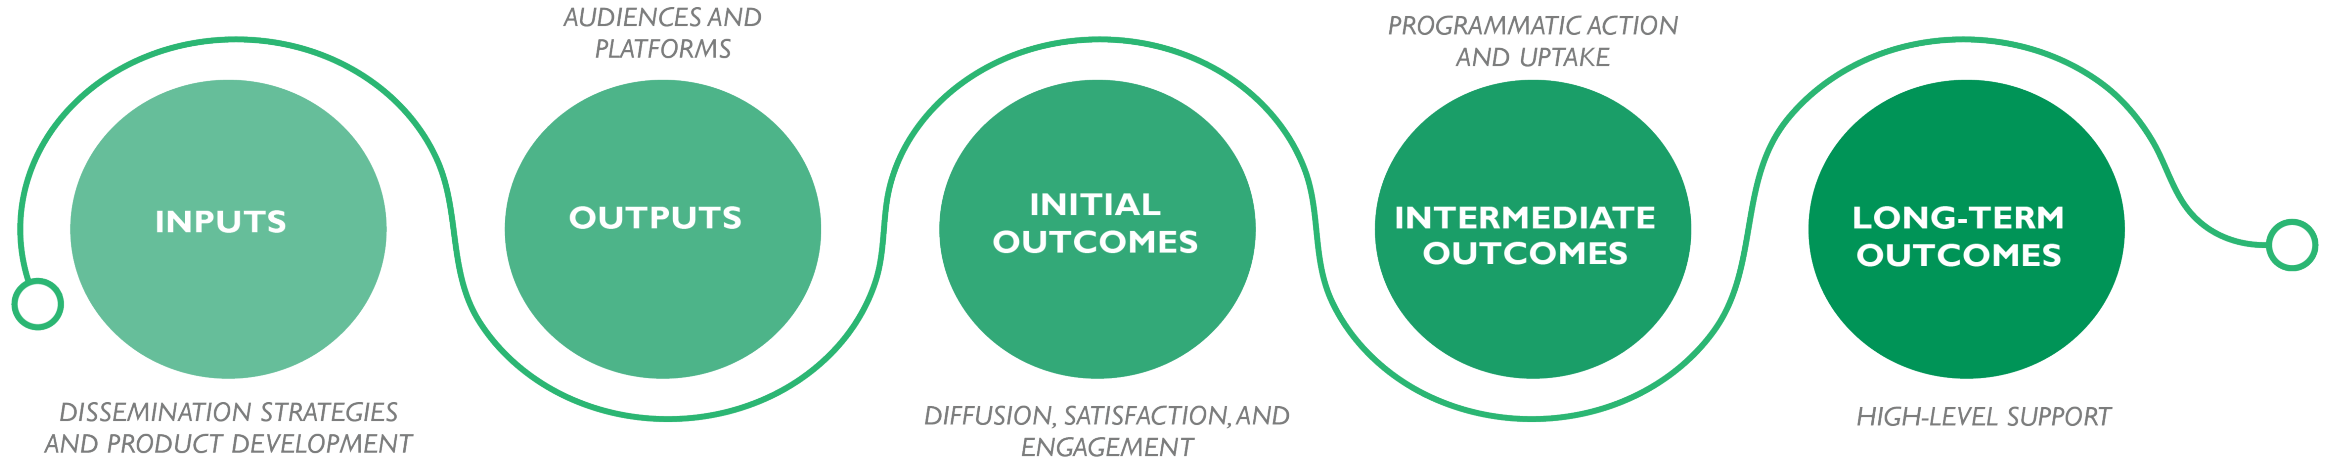 INPUTS
DISSEMINATION STRATEGIES
AND PRODUCT DEVELOPMENT
AUDIENCES AND
PLATFORMS
OUTPUTS
INITIAL
OUTCOMES
DIFFUSION, SATISFACTION, AND
ENGAGEMENT
PROGRAMMATIC ACTION
AND UPTAKE
INTERMEDIATE
OUTCOMES
LONG-TERM
OUTCOMES
HIGH-LEVEL SUPPORT